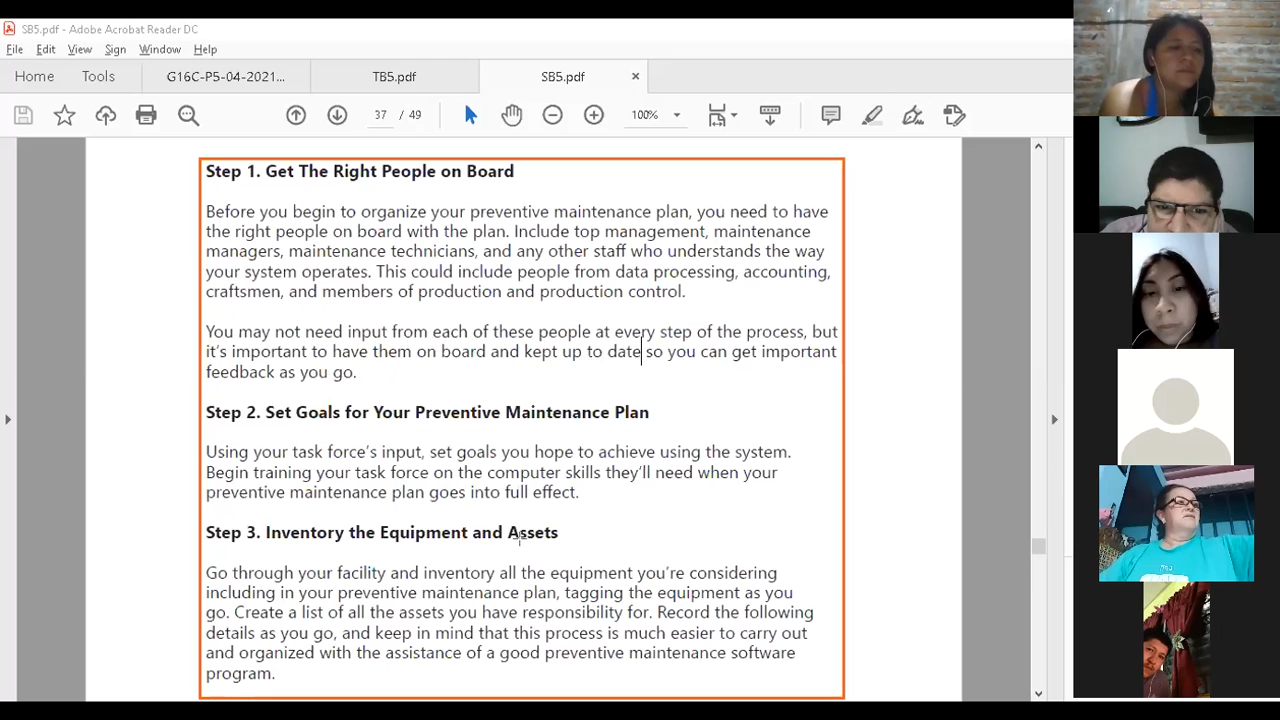 SB5.pdf - Adobe Acrobat Reader DC
File Edit View Sign Window Help
Home Tools G16C-P5-04-2021... TB5.pdf SB5.pdf ×
37 / 49 100%
Step 1. Get The Right People on Board
Before you begin to organize your preventive maintenance plan, you need to have
the right people on board with the plan. Include top management, maintenance
managers, maintenance technicians, and any other staff who understands the way
your system operates. This could include people from data processing, accounting,
craftsmen, and members of production and production control.
You may not need input from each of these people at every step of the process, but
it's important to have them on board and kept up to date so you can get important
feedback as you go.
Step 2. Set Goals for Your Preventive Maintenance Plan
Using your task force's input, set goals you hope to achieve using the system.
Begin training your task force on the computer skills they'll need when your
preventive maintenance plan goes into full effect.
Step 3. Inventory the Equipment and Assets
Go through your facility and inventory all the equipment you're considering
including in your preventive maintenance plan, tagging the equipment as you
go. Create a list of all the assets you have responsibility for. Record the following
details as you go, and keep in mind that this process is much easier to carry out
and organized with the assistance of a good preventive maintenance software
program.